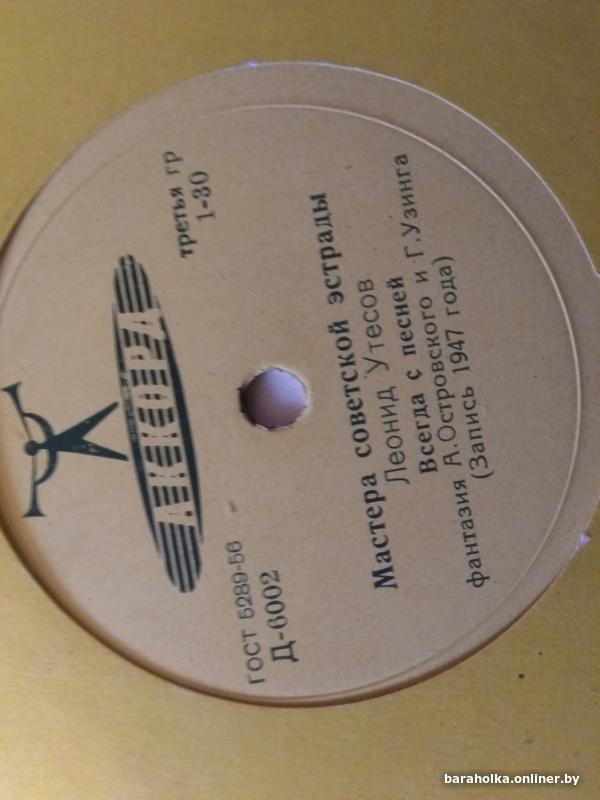 АККОРД
ГОСТ 5289-56
Д-6002
третья гр
1-30
Мастера советской эстрады
Леонид Утесов
Всегда с песней
фантазия А.Островского и Г.Узинга
(Запись 1947 года)
baraholka.onliner.by